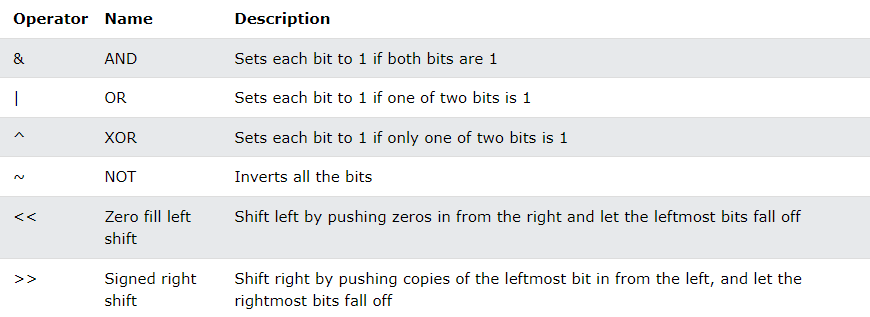 Operator Name Description
& AND Sets each bit to 1 if both bits are 1
| OR Sets each bit to 1 if one of two bits is 1
^ XOR Sets each bit to 1 if only one of two bits is 1
~ NOT Inverts all the bits
<< Zero fill left Shift left by pushing zeros in from the right and let the leftmost bits fall off
shift
>> Signed right Shift right by pushing copies of the leftmost bit in from the left, and let the
shift rightmost bits fall off